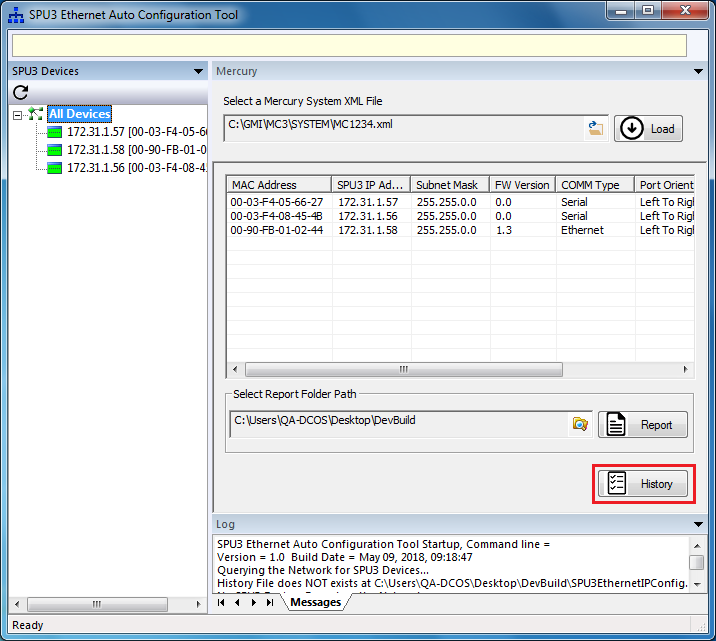 SPU3 Ethernet Auto Configuration Tool
SPU3 Devices
All Devices
172.31.1.57 [00-03-F4-05-6
172.31.1.58 [00-90-FB-01-0
172.31.1.56 [00-03-F4-08-4
Mercury
Select a Mercury System XML File
C:\GMI\MC3\SYSTEM\MC1234.xml
Load
MAC Address SPU3 IP Ad... Subnet Mask FW Version COMM Type Port Orient
00-03-F4-05-66-27 172.31.1.57 255.255.0.0 0.0 Serial Left To Rig
00-03-F4-08-45-4B 172.31.1.56 255.255.0.0 0.0 Serial Left To Rig
00-90-FB-01-02-44 172.31.1.58 255.255.0.0 1.3 Ethernet Left To Rig
Select Report Folder Path
C:\Users\QA-DCOS\Desktop\DevBuild
Report
History
Log
SPU3 Ethernet Auto Configuration Tool Startup, Command line =
Version = 1.0 Build Date = May 09, 2018, 09:18:47
Querying the Network for SPU3 Devices...
History File does NOT exists at C:\Users\QA-DCOS\Desktop\DevBuild\SPU3EthernetIPConfig.
Messages
Ready